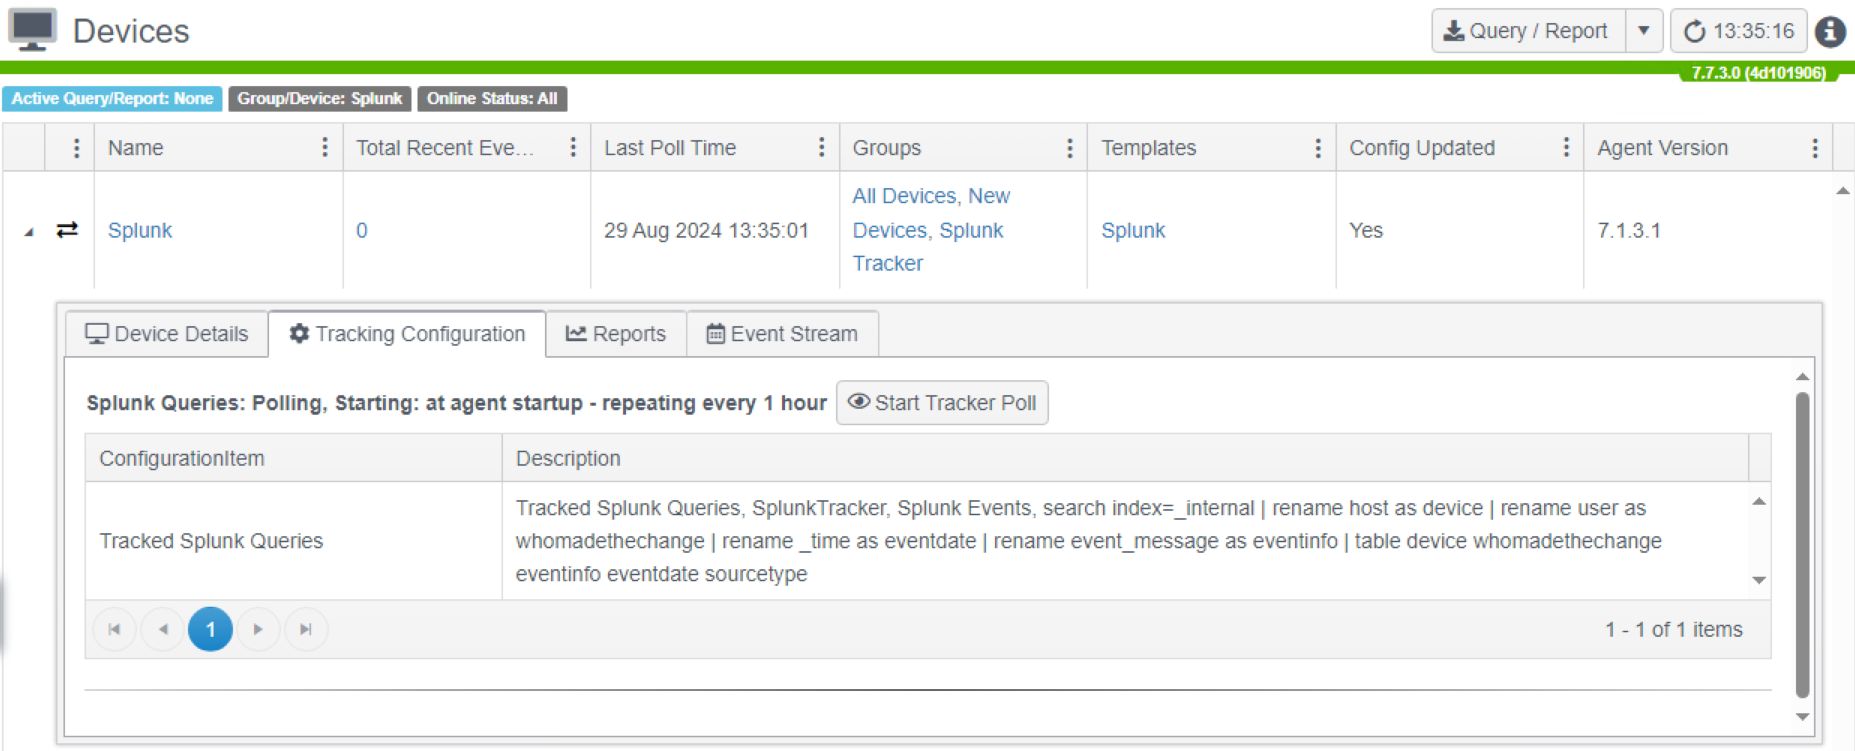 Devices
Query / Report
13:35:16
7.7.3.0 (4d101906)
Active Query/Report: None
Group/Device: Splunk
Online Status: All
Name
Total Recent Eve...
Last Poll Time
Groups
Templates
Config Updated
Agent Version
Splunk
0
29 Aug 2024 13:35:01
All Devices, New
Devices, Splunk
Tracker
Splunk
Yes
7.1.3.1
Device Details
Tracking Configuration
Reports
Event Stream
Splunk Queries: Polling, Starting: at agent startup - repeating every 1 hour
Start Tracker Poll
ConfigurationItem
Description
Tracked Splunk Queries
Tracked Splunk Queries, SplunkTracker, Splunk Events, search index=_internal | rename host as device | rename user as
whomadethechange | rename _time as eventdate | rename event_message as eventinfo | table device whomadethechange
eventinfo eventdate sourcetype
1
1 - 1 of 1 items